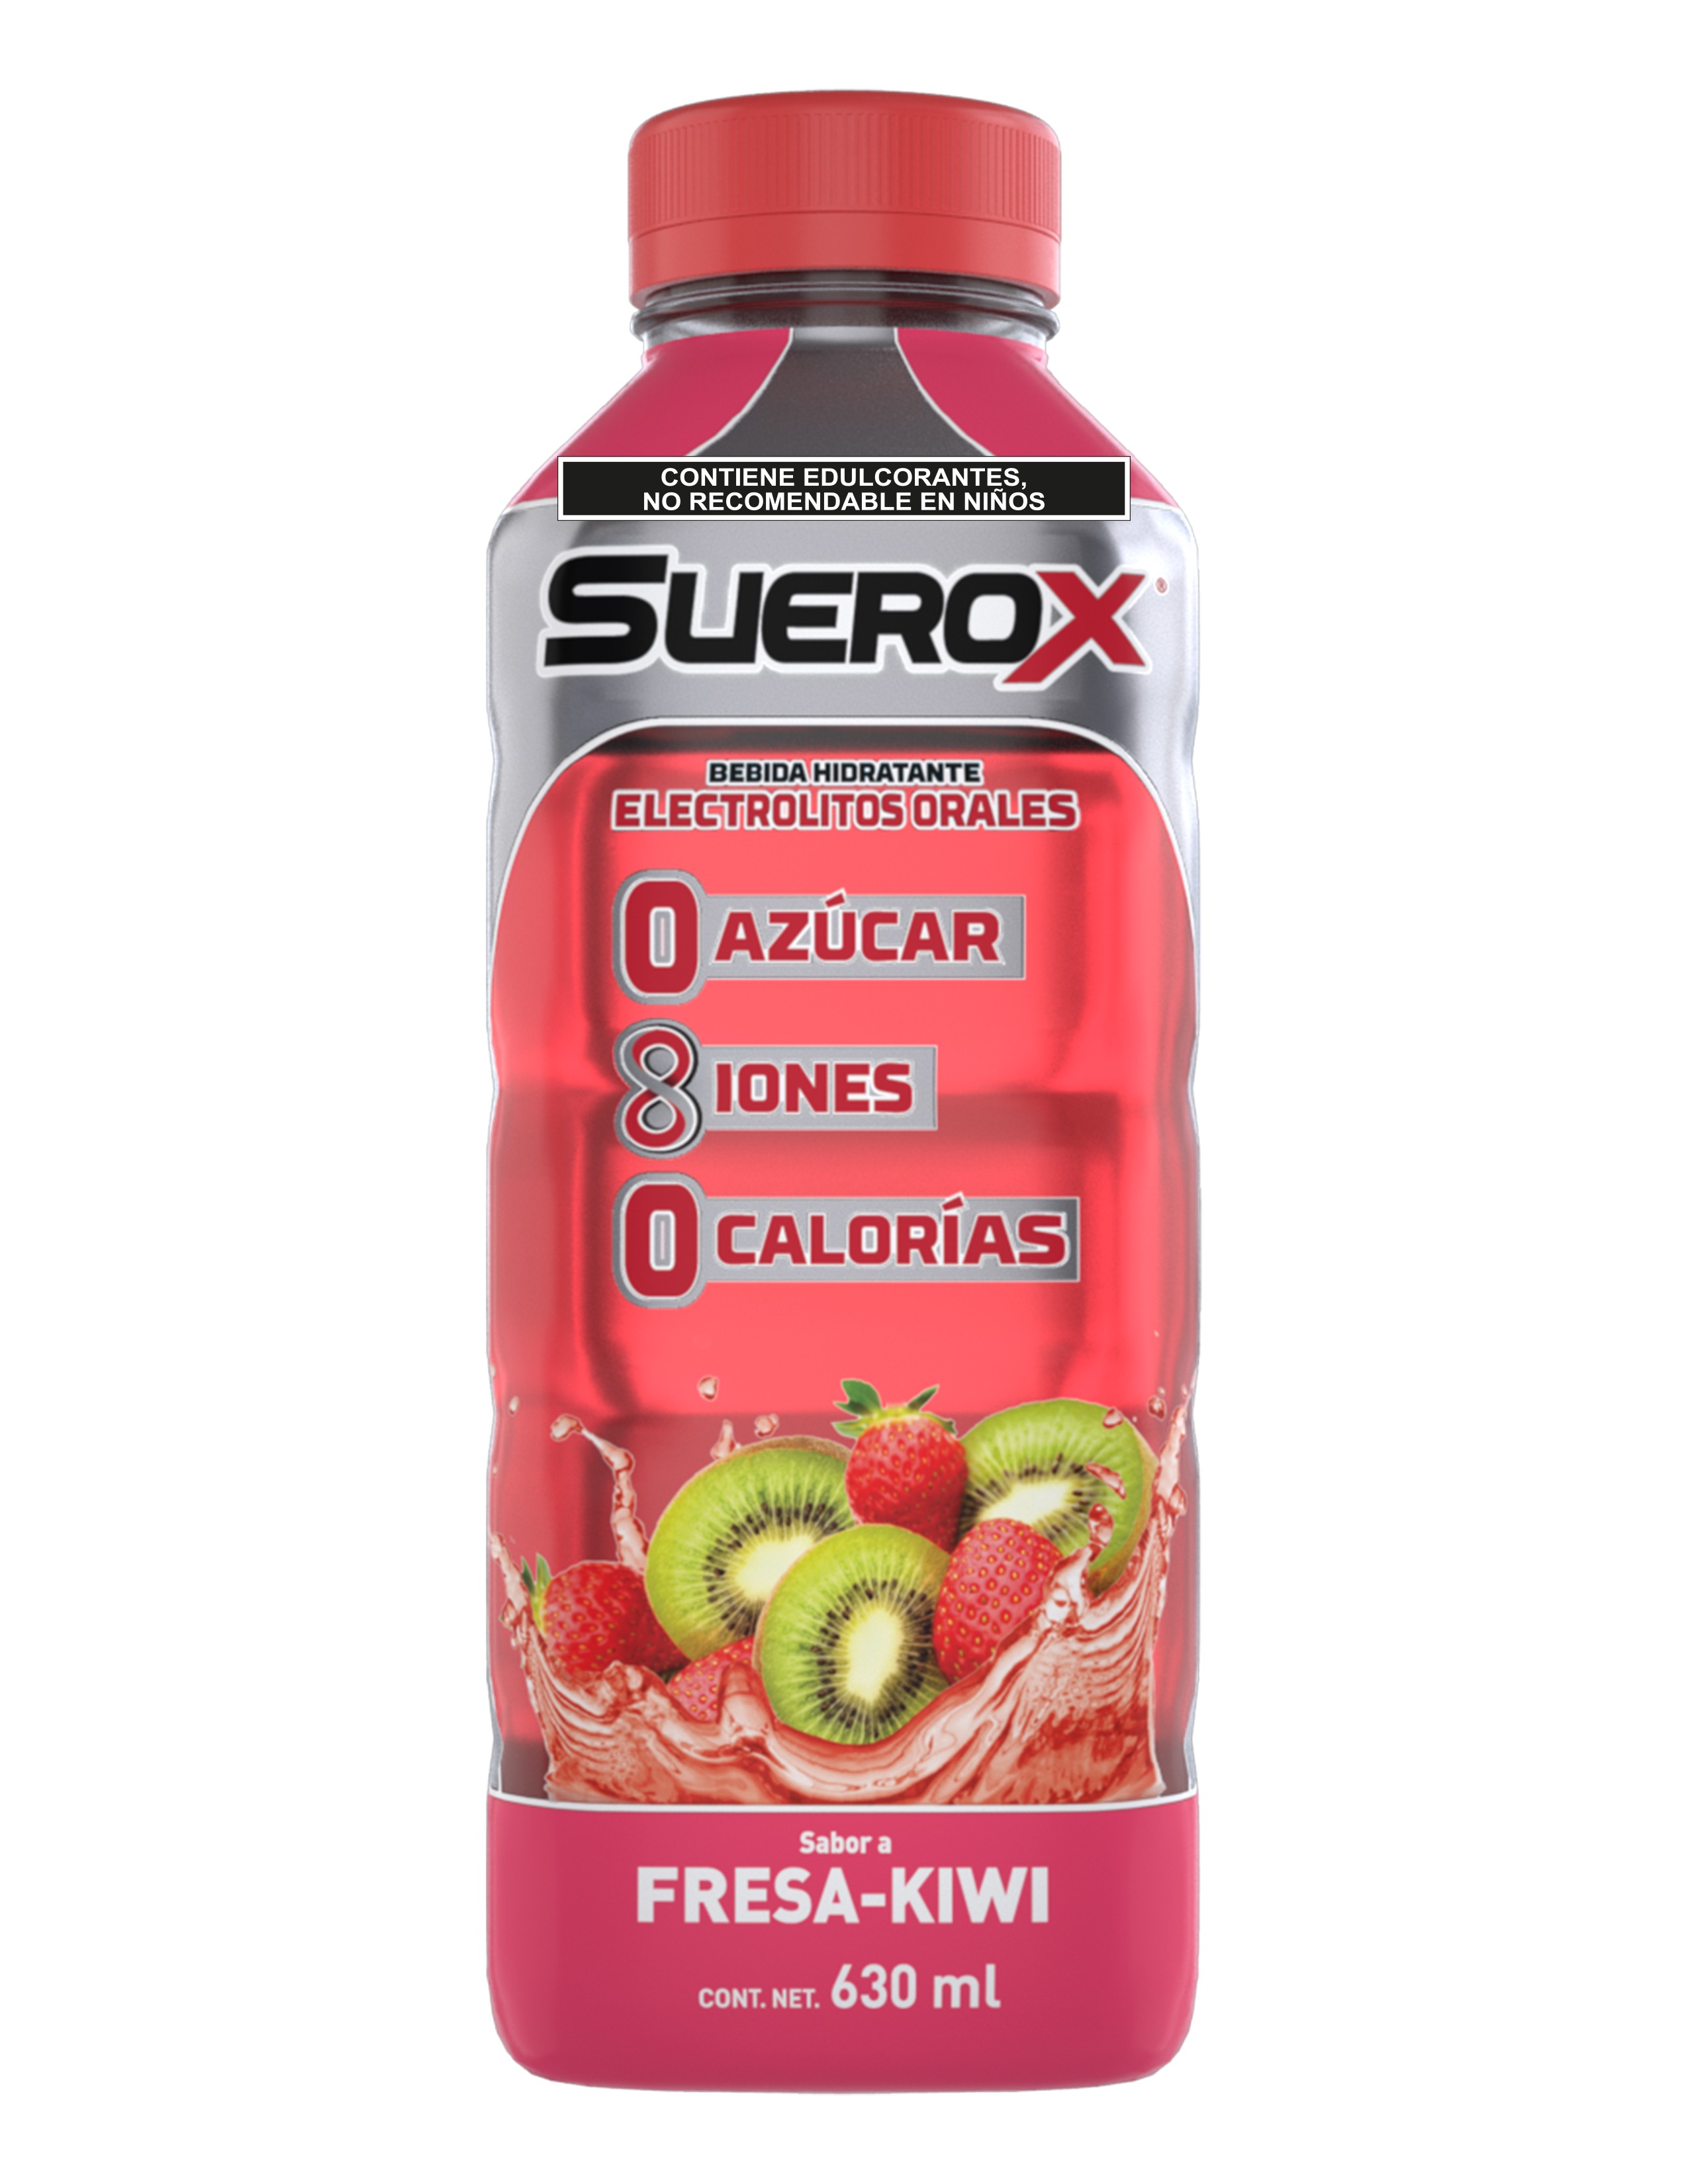 CONTIENE EDULCORANTES,
NO RECOMENDABLE EN NIÑOS
SUEROX
BEBIDA HIDRATANTE
ELECTROLITOS ORALES
0 AZÚCAR
8 IONES
0 CALORÍAS
Sabor a
FRESA-KIWI
CONT. NET. 630 ml